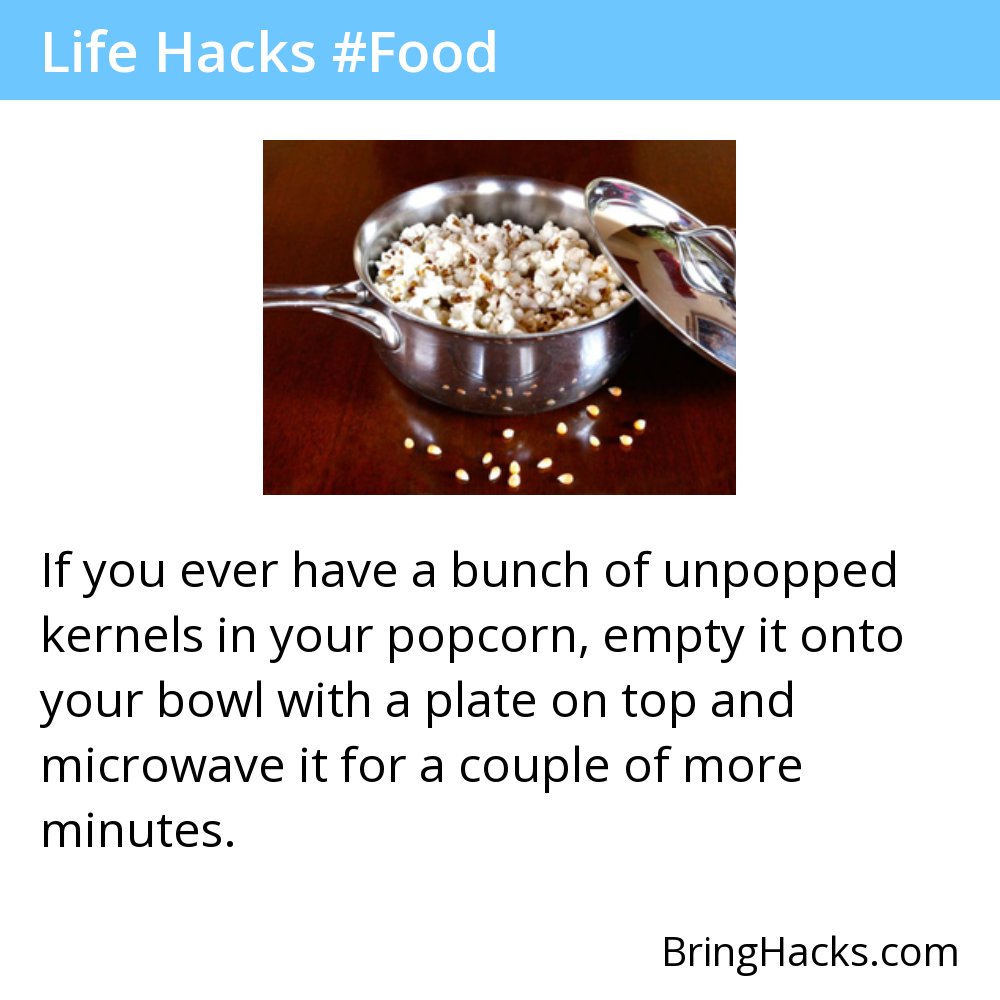 Life Hacks #Food
If you ever have a bunch of unpopped
kernels in your popcorn, empty it onto
your bowl with a plate on top and
microwave it for a couple of more
minutes.
BringHacks.com